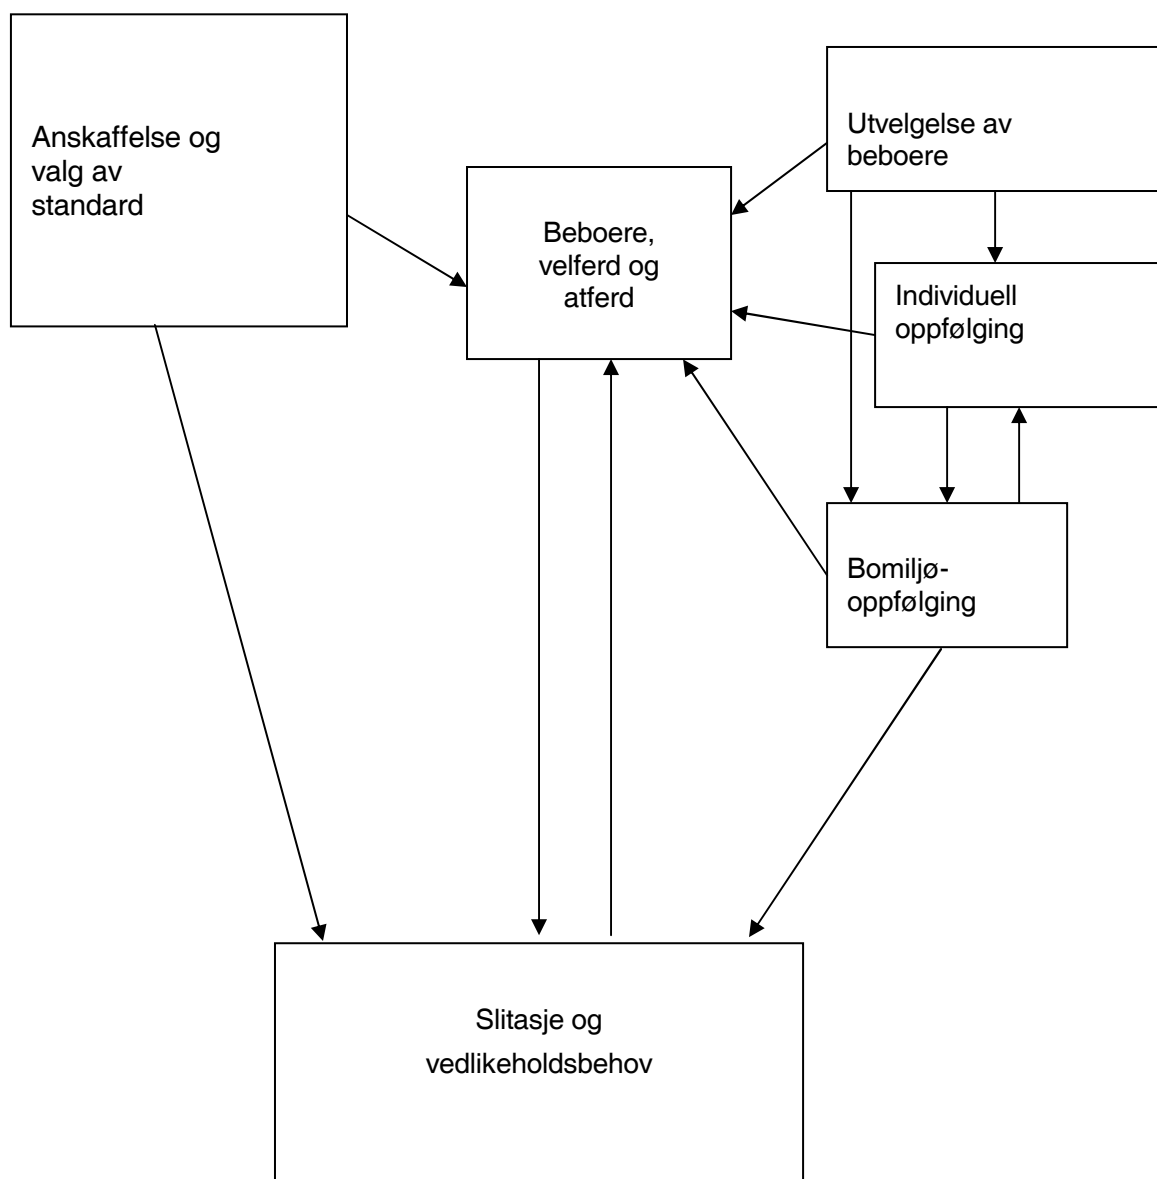 Anskaffelse og
valg av
standard
Utvelgelse av
beboere
Beboere,
velferd og
atferd
Individuell
oppfølging
Bomiljø-
oppfølging
Slitasje og
vedlikeholdsbehov